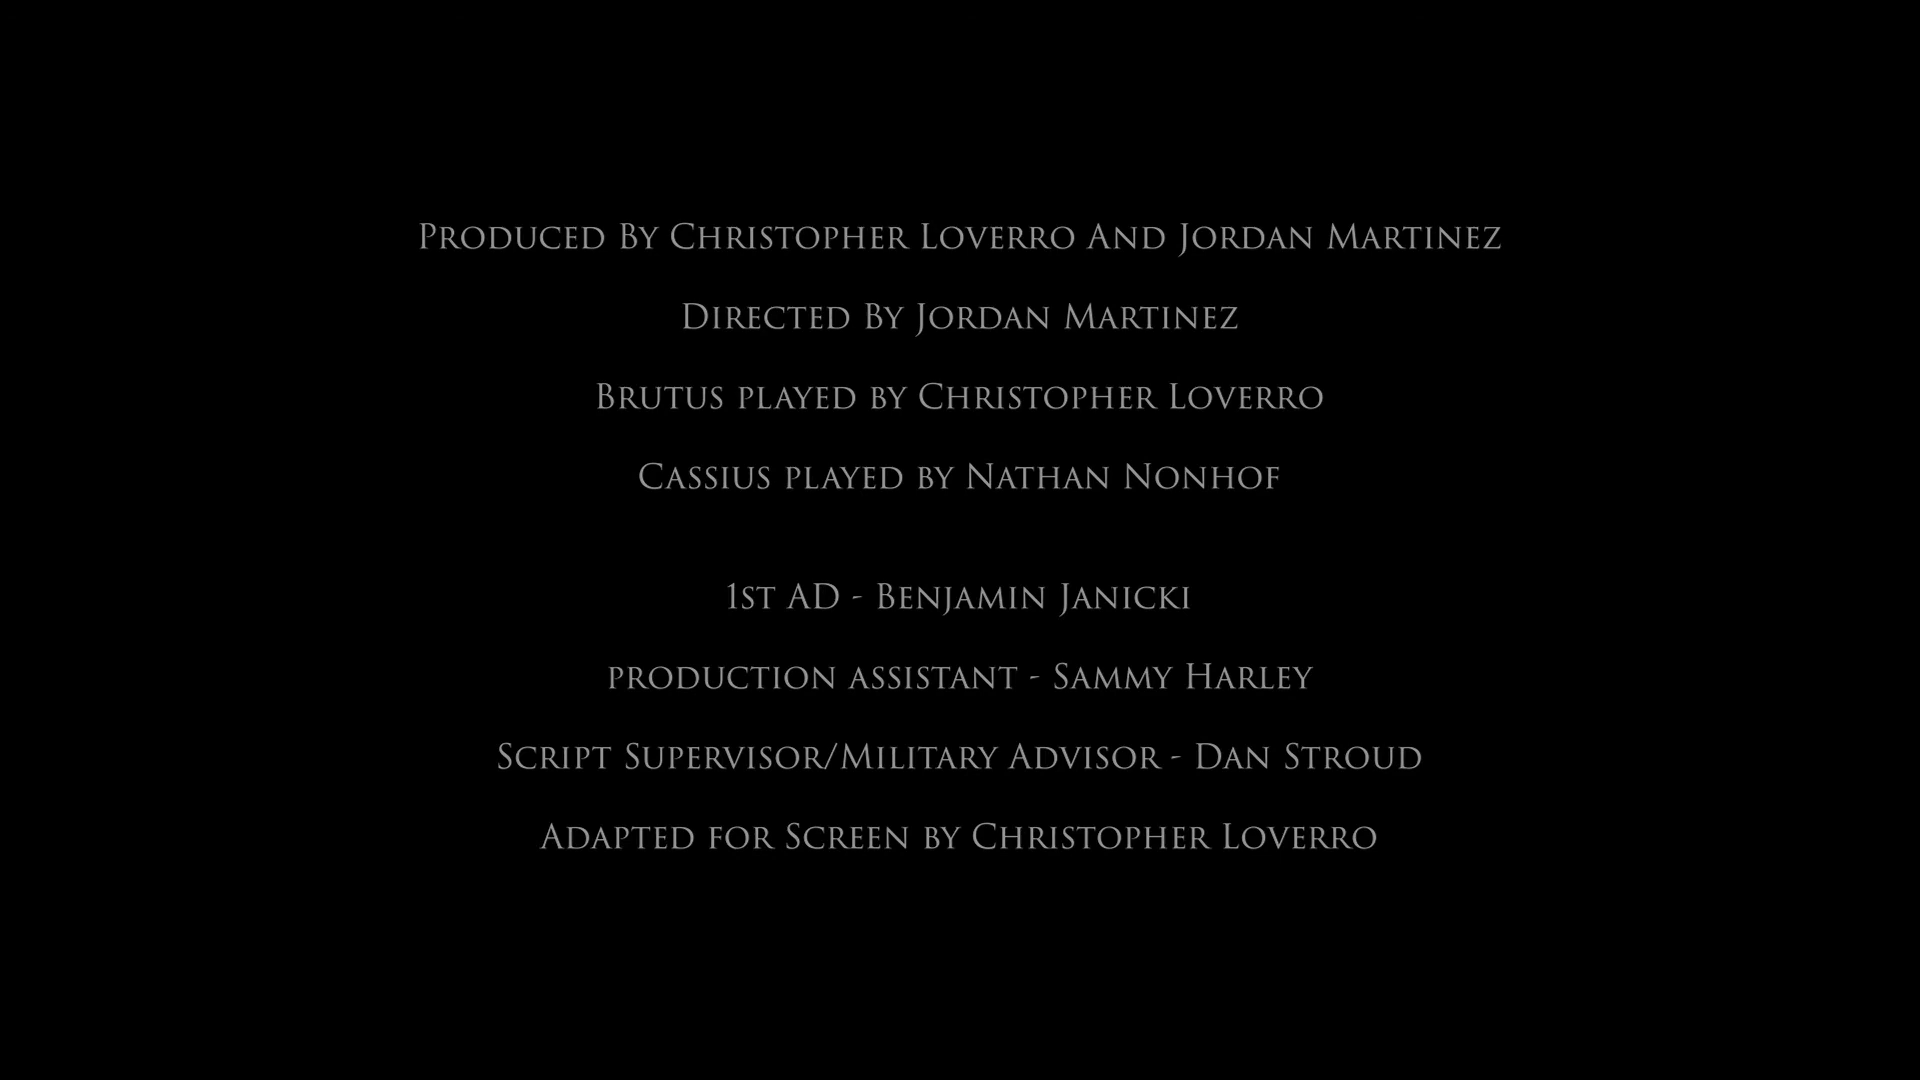 Produced By Christopher Loverro And Jordan Martinez
Directed By Jordan Martinez
Brutus played by Christopher Loverro
Cassius played by Nathan Nonhof
1st AD - Benjamin Janicki
production assistant - Sammy Harley
Script Supervisor/Military Advisor - Dan Stroud
Adapted for Screen by Christopher Loverro